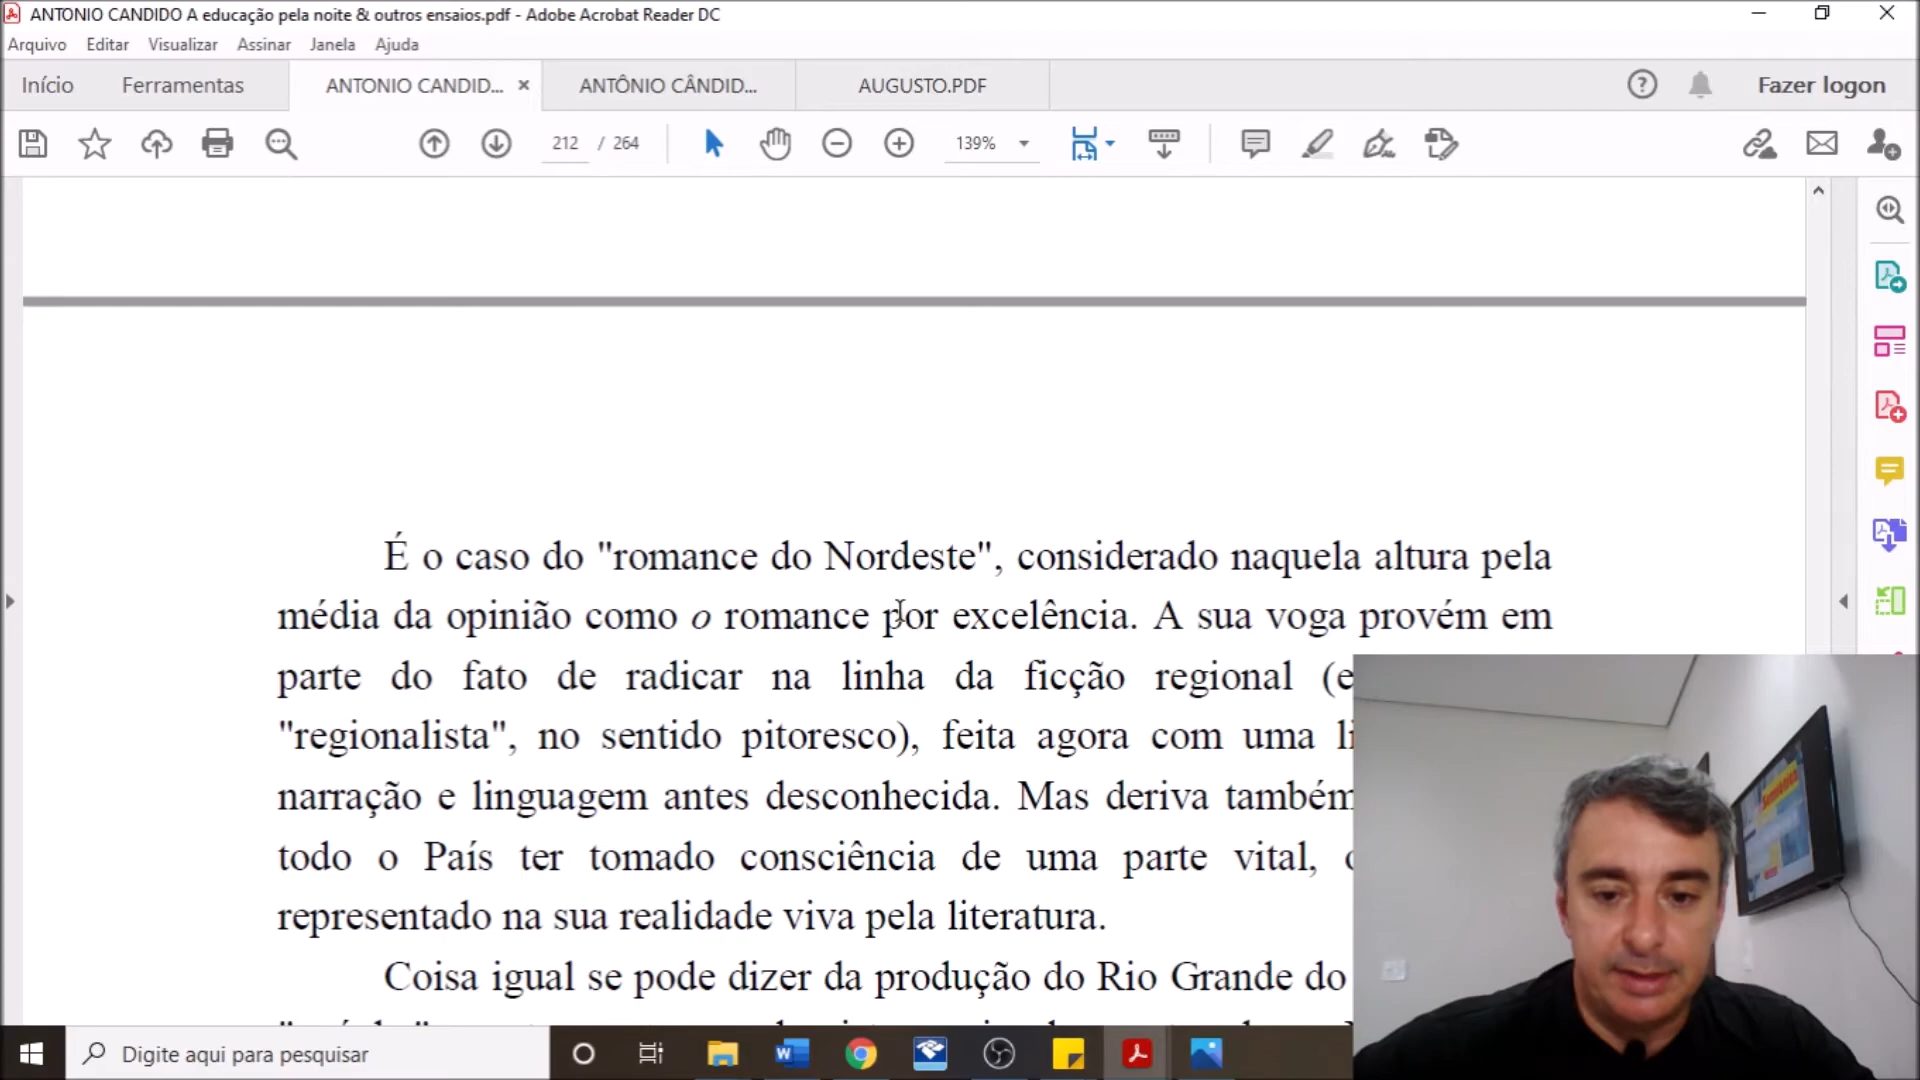 ANTONIO CANDIDO A educação pela noite & outros ensaios.pdf - Adobe Acrobat Reader DC
Arquivo Editar Visualizar Assinar Janela Ajuda
Início Ferramentas ANTONIO CANDID... ANTÔNIO CÂNDID... AUGUSTO.PDF Fazer logon
212 / 264 139%
É o caso do "romance do Nordeste", considerado naquela altura pela
média da opinião como o romance por excelência. A sua voga provém em
parte do fato de radicar na linha da ficção regional (e
"regionalista", no sentido pitoresco), feita agora com uma li
narração e linguagem antes desconhecida. Mas deriva também
todo o País ter tomado consciência de uma parte vital,
representado na sua realidade viva pela literatura.
Coisa igual se pode dizer da produção do Rio Grande do
Digite aqui para pesquisar